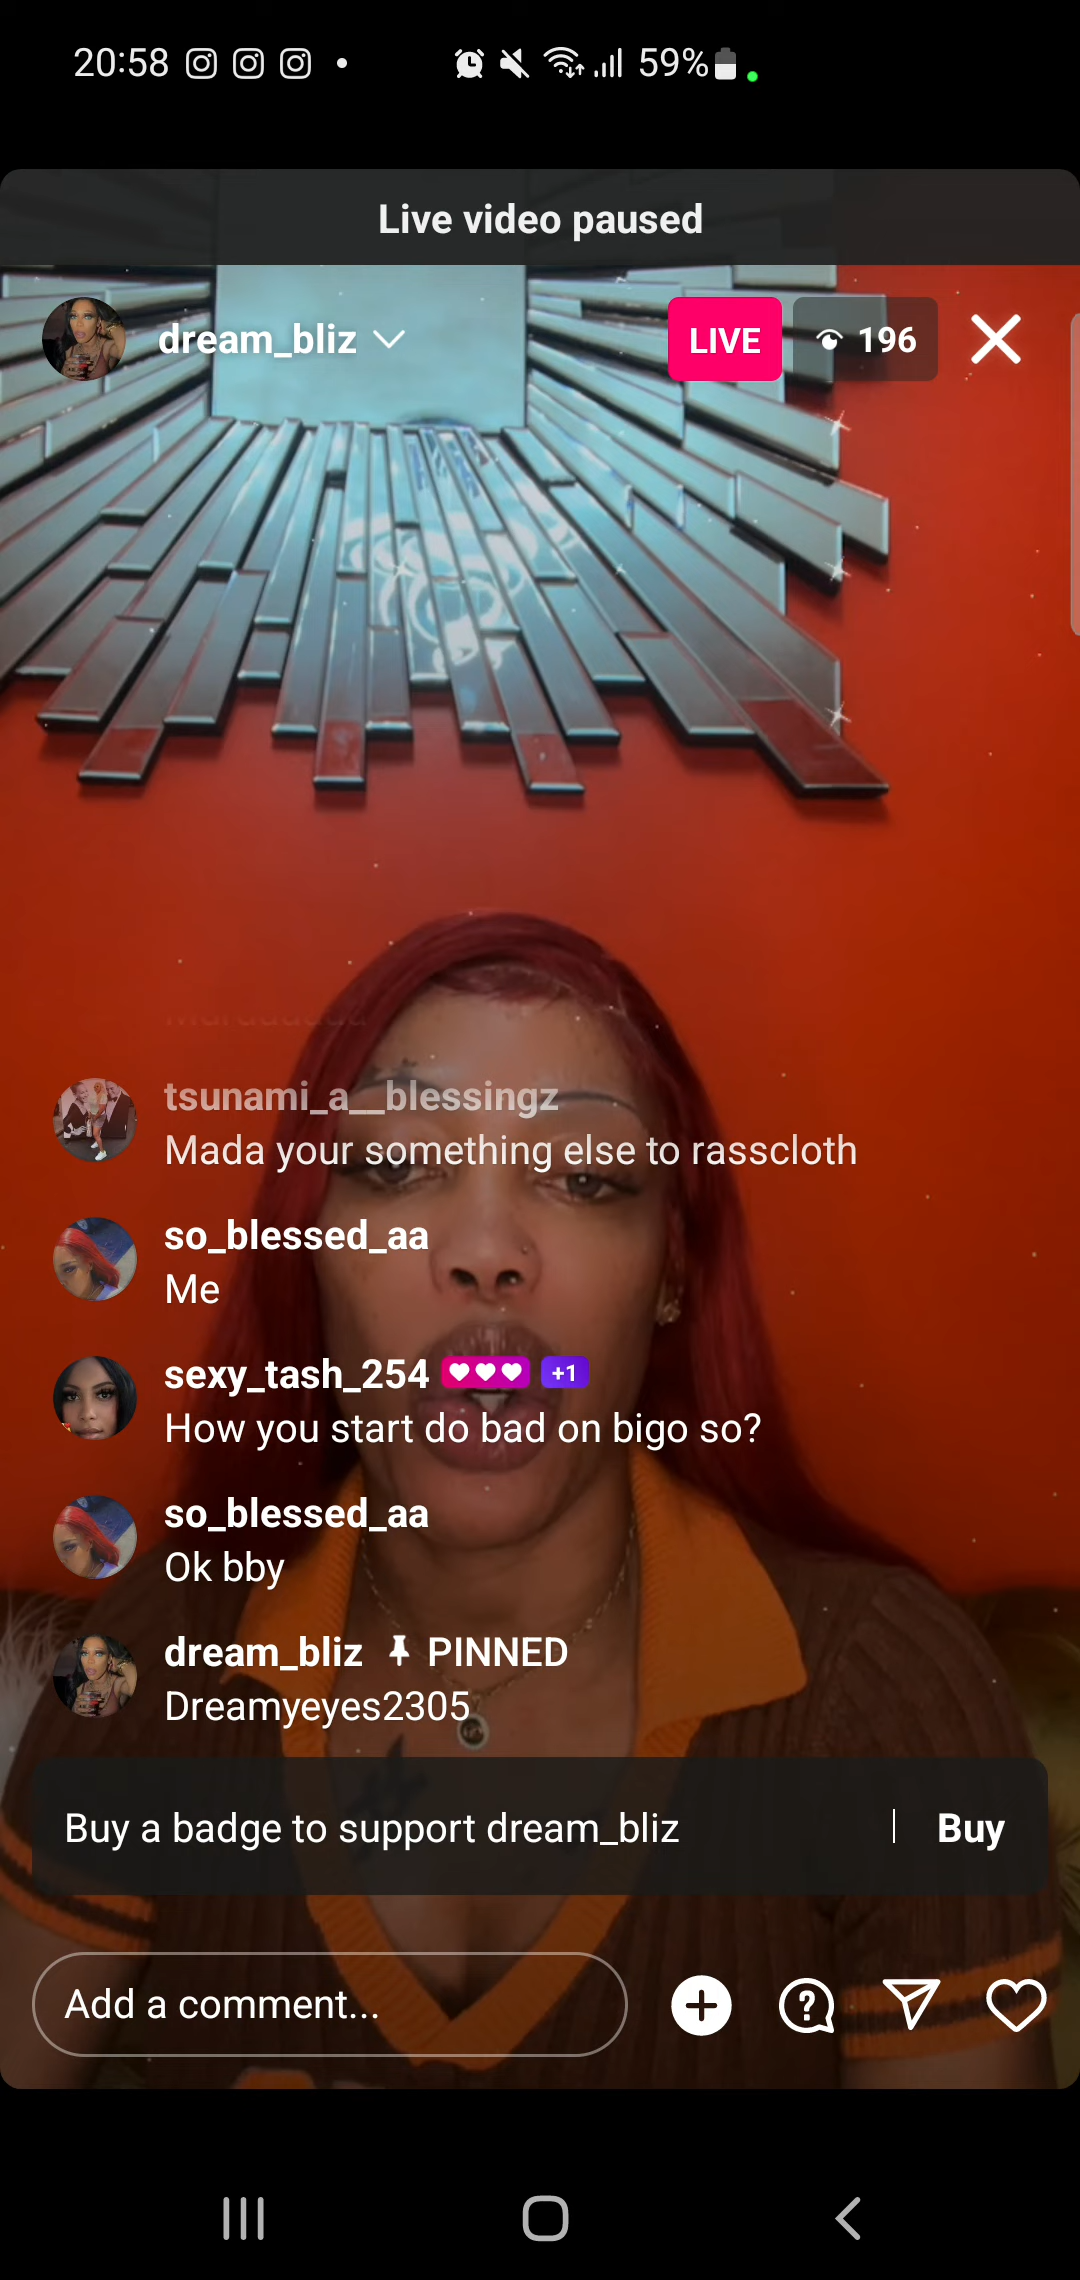 20:58
59%
Live video paused
dream_bliz
LIVE
196
tsunami_a__blessingz
Mada your something else to rasscloth
so_blessed_aa
Me
sexy_tash_254 +1
How you start do bad on bigo so?
so_blessed_aa
Ok bby
dream_bliz PINNED
Dreamyeyes2305
Buy a badge to support dream_bliz | Buy
Add a comment...